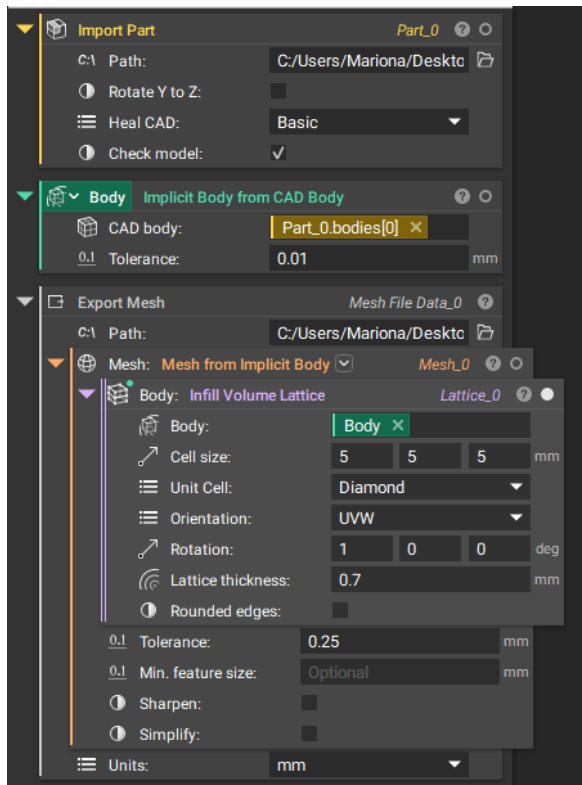 Import Part Part_0 ?
C:\ Path: C:/Users/Mariona/Deskto
Rotate Y to Z:
Heal CAD: Basic
Check model:
Body Implicit Body from CAD Body ?
CAD body: Part_0.bodies[0] ×
0.1 Tolerance: 0.01 mm
Export Mesh Mesh File Data_0 ?
C:\ Path: C:/Users/Mariona/Deskto
Mesh: Mesh from Implicit Body Mesh_0 ?
Body: Infill Volume Lattice Lattice_0 ?
Body: Body ×
Cell size: 5 5 5 mm
Unit Cell: Diamond
Orientation: UVW
Rotation: 1 0 0 deg
Lattice thickness: 0.7 mm
Rounded edges:
0.1 Tolerance: 0.25 mm
0.1 Min. feature size: Optional mm
Sharpen:
Simplify:
Units: mm